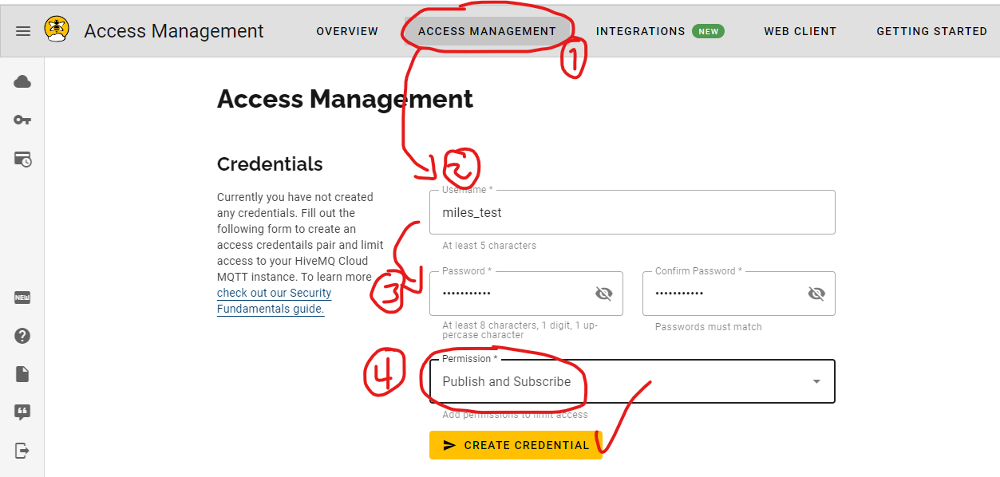 Access Management
OVERVIEW
ACCESS MANAGEMENT
INTEGRATIONS NEW
WEB CLIENT
GETTING STARTED
1
Access Management
Credentials
Currently you have not created
any credentials. Fill out the
following form to create an
access credentails pair and limit
access to your HiveMQ Cloud
MQTT instance. To learn more
check out our Security
Fundamentals guide.
2
Username *
miles_test
At least 5 characters
3
Password *
•••••••••••
At least 8 characters, 1 digit, 1 up-
percase character
Confirm Password *
•••••••••••
Passwords must match
4
Permission *
Publish and Subscribe
Add permissions to limit access
CREATE CREDENTIAL
NEW